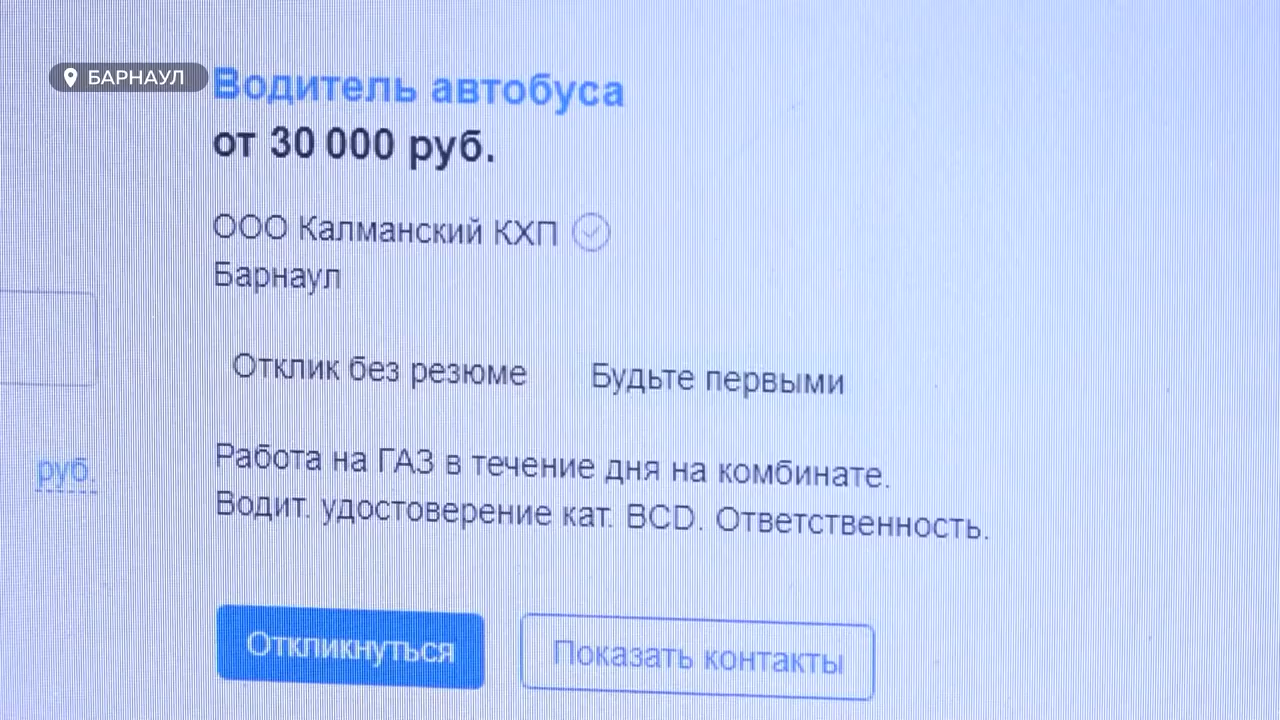 БАРНАУЛ
Водитель автобуса
от 30 000 руб.
ООО Калманский КХП
Барнаул
Отклик без резюме
Будьте первыми
руб.
Работа на ГАЗ в течение дня на комбинате.
Водит. удостоверение кат. BCD. Ответственность.
Откликнуться
Показать контакты